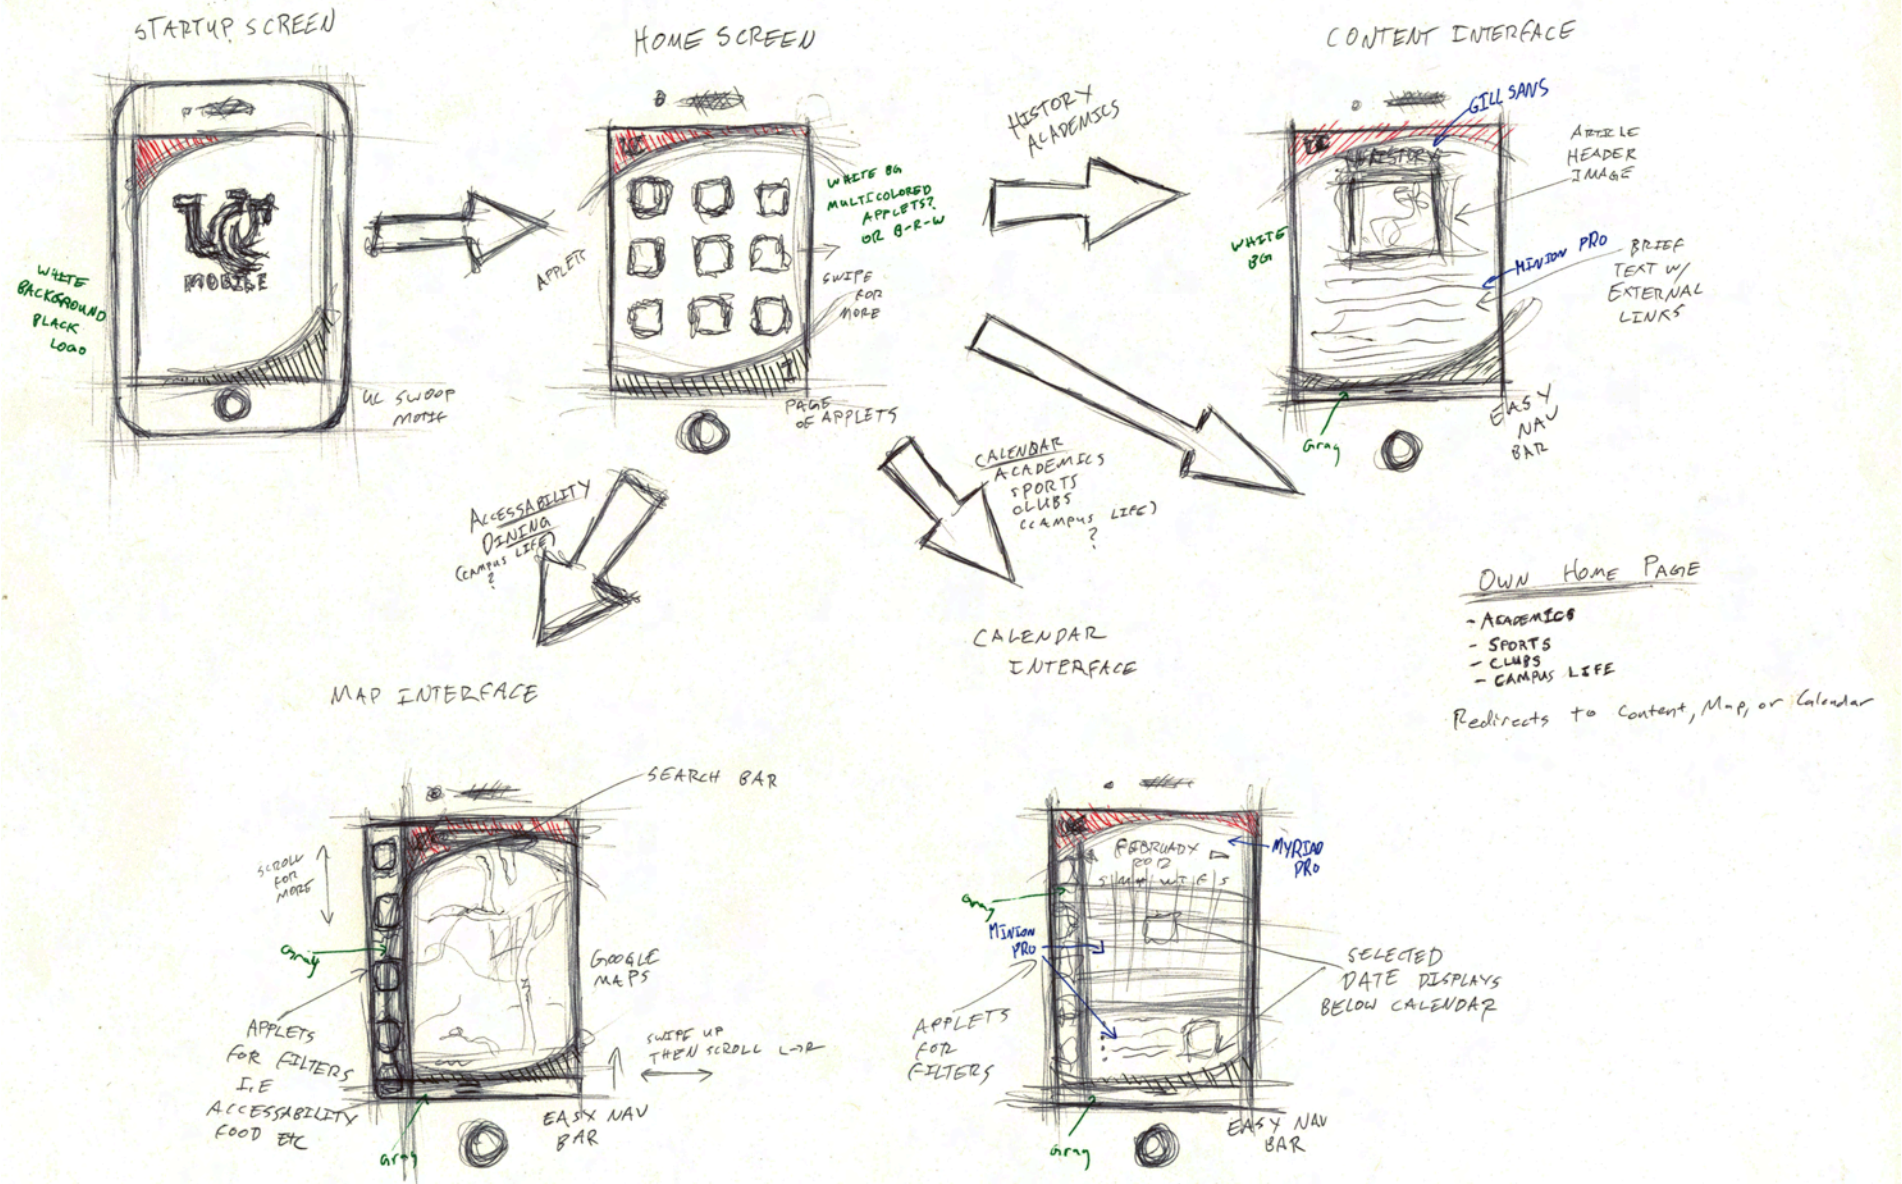 STARTUP SCREEN
UC
MOBILE
WHITE
BACKGROUND
BLACK
LOGO
UC SWOOP
MOTIF
HOME SCREEN
UC
APPLETS
WHITE BG
MULTICOLORED
APPLETS?
OR B-R-W
SWIPE
FOR
MORE
1
PAGE
OF APPLETS
HISTORY
ACADEMICS
CONTENT INTERFACE
GILL SANS
UC
HISTORY
ARTICLE
HEADER
IMAGE
WHITE
BG
MINION PRO
BRIEF
TEXT W/
EXTERNAL
LINKS
Gray
EASY
NAV
BAR
ACCESSABILITY
DINING
(CAMPUS LIFE)
?
CALENDAR
ACADEMICS
SPORTS
CLUBS
(CAMPUS LIFE)
?
OWN HOME PAGE
- ACADEMICS
- SPORTS
- CLUBS
- CAMPUS LIFE
Redirects to Content, Map, or Calendar
MAP INTERFACE
SEARCH BAR
SCROLL
FOR
MORE
Gray
GOOGLE
MAPS
APPLETS
FOR FILTERS
I.E
ACCESSABILITY
FOOD ETC
SWIPE UP
THEN SCROLL L→R
EASY NAV
BAR
Gray
CALENDAR
INTERFACE
FEBRUARY
2012
S M T W T F S
MYRIAD
PRO
Gray
MINION
PRO
SELECTED
DATE DISPLAYS
BELOW CALENDAR
APPLETS
FOR
FILTERS
Gray
EASY NAV
BAR